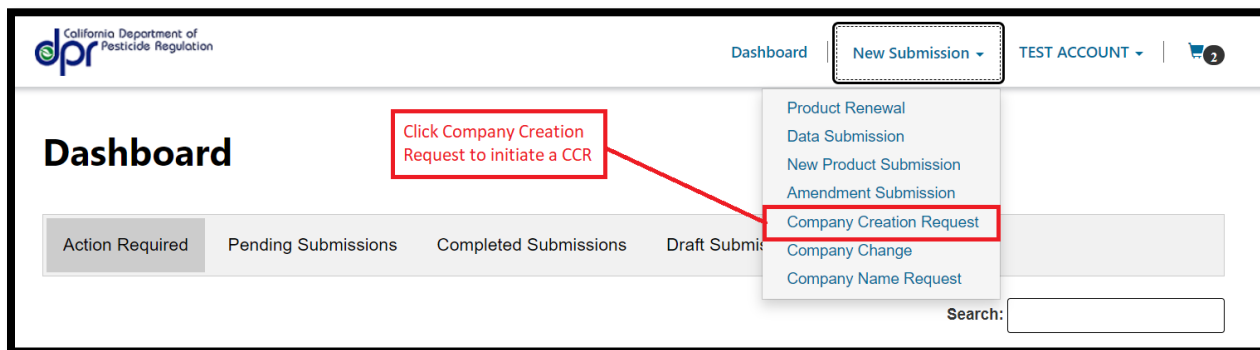 California Department of
dpr Pesticide Regulation
Dashboard
New Submission
TEST ACCOUNT
2
Product Renewal
Data Submission
New Product Submission
Amendment Submission
Company Creation Request
Company Change
Company Name Request
Click Company Creation
Request to initiate a CCR
Dashboard
Action Required
Pending Submissions
Completed Submissions
Draft Submis
Search: